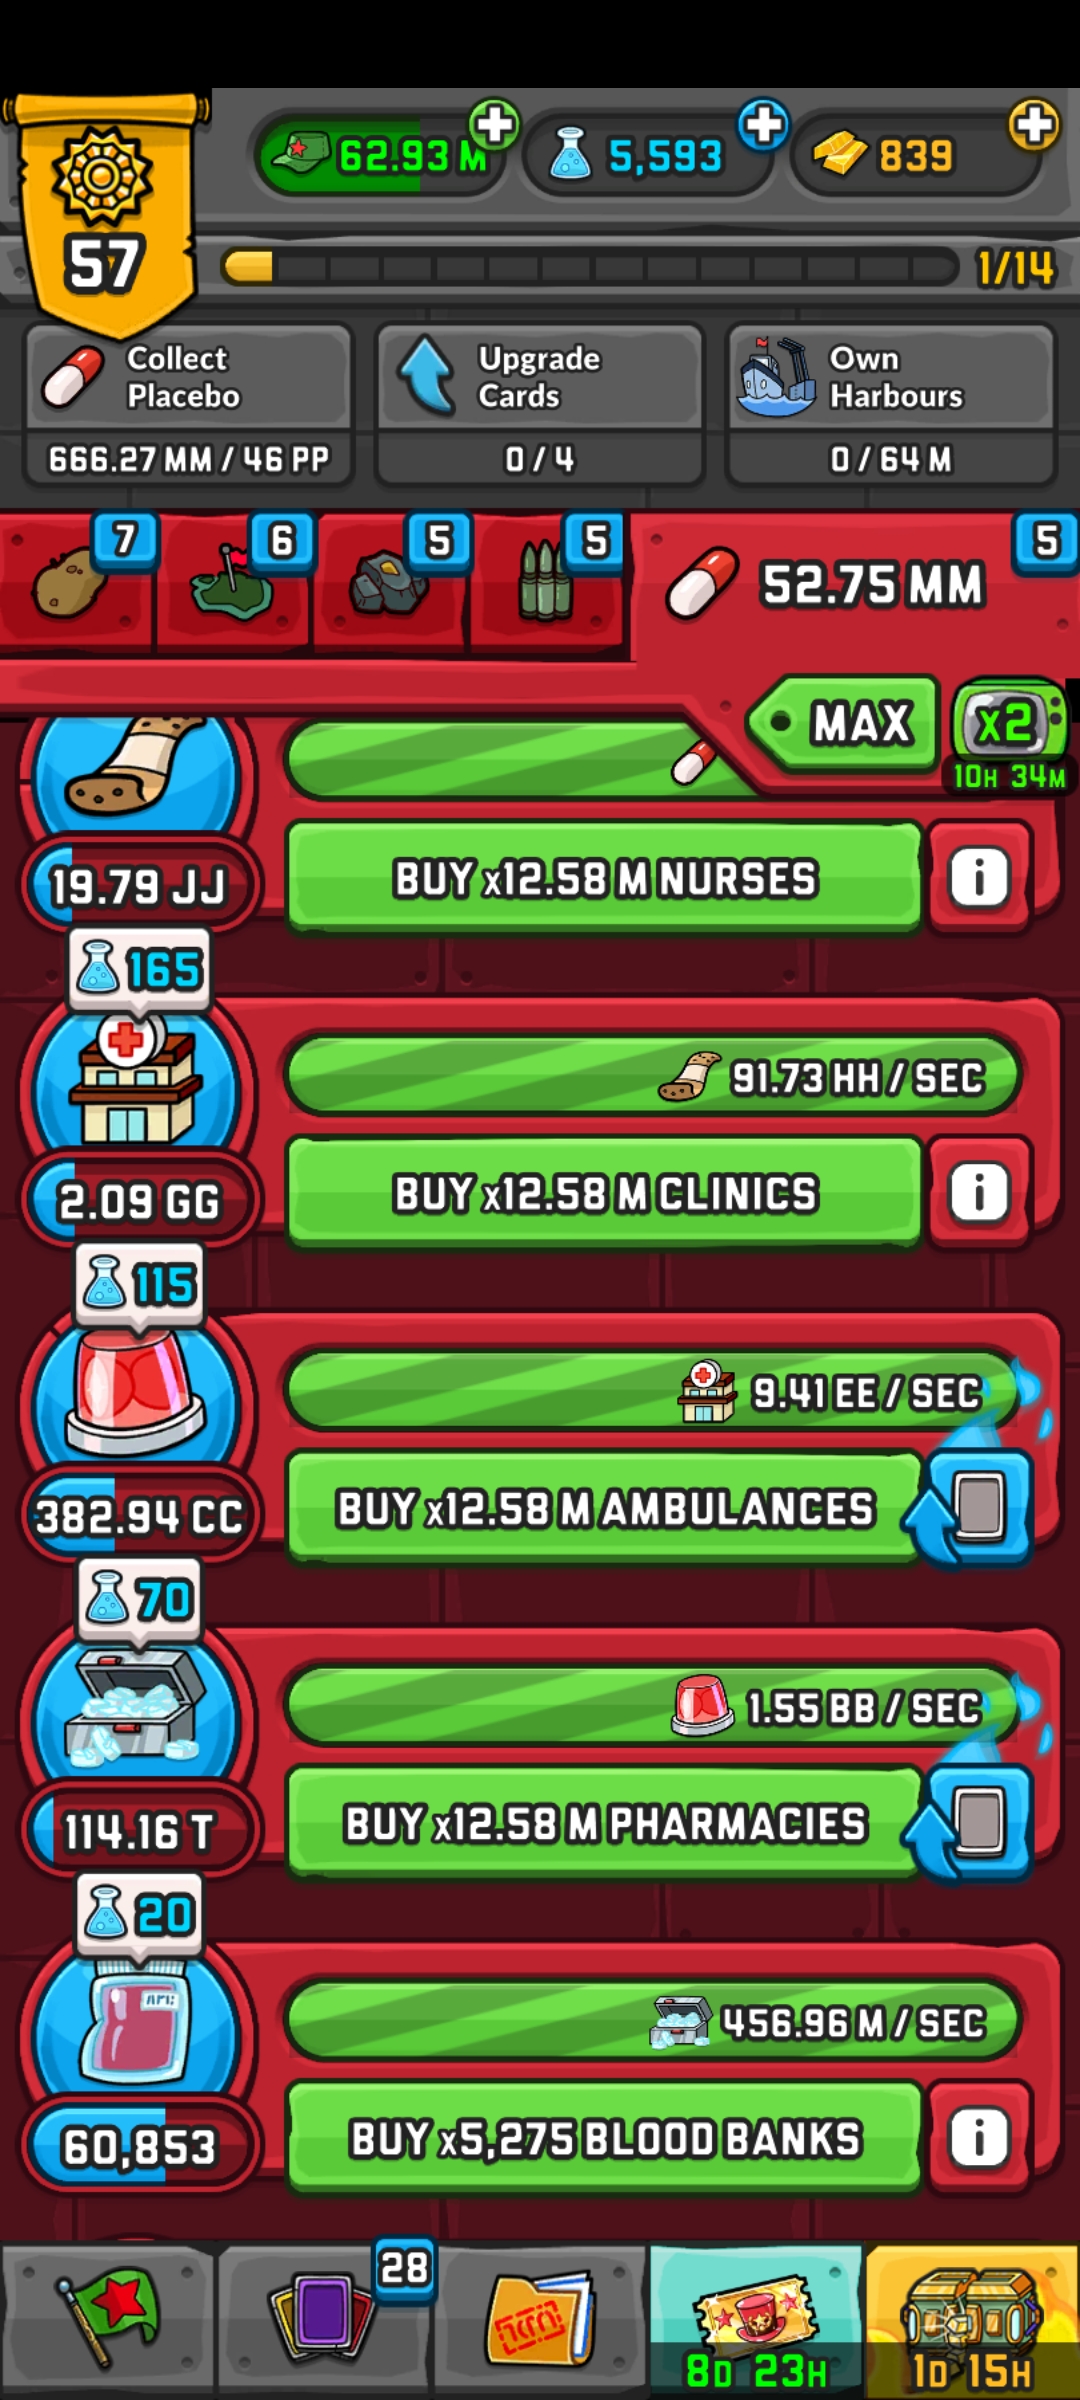 62.93 M
5,593
839
57
1/14
Collect
Placebo
666.27 MM / 46 PP
Upgrade
Cards
0 / 4
Own
Harbours
0 / 64 M
7
6
5
5
52.75 MM
5
MAX
x2
10H 34M
19.79 JJ
BUY x12.58 M NURSES
i
165
91.73 HH / SEC
2.09 GG
BUY x12.58 M CLINICS
i
115
9.41 EE / SEC
382.94 CC
BUY x12.58 M AMBULANCES
70
1.55 BB / SEC
114.16 T
BUY x12.58 M PHARMACIES
20
456.96 M / SEC
60,853
BUY x5,275 BLOOD BANKS
i
28
8D 23H
1D 15H